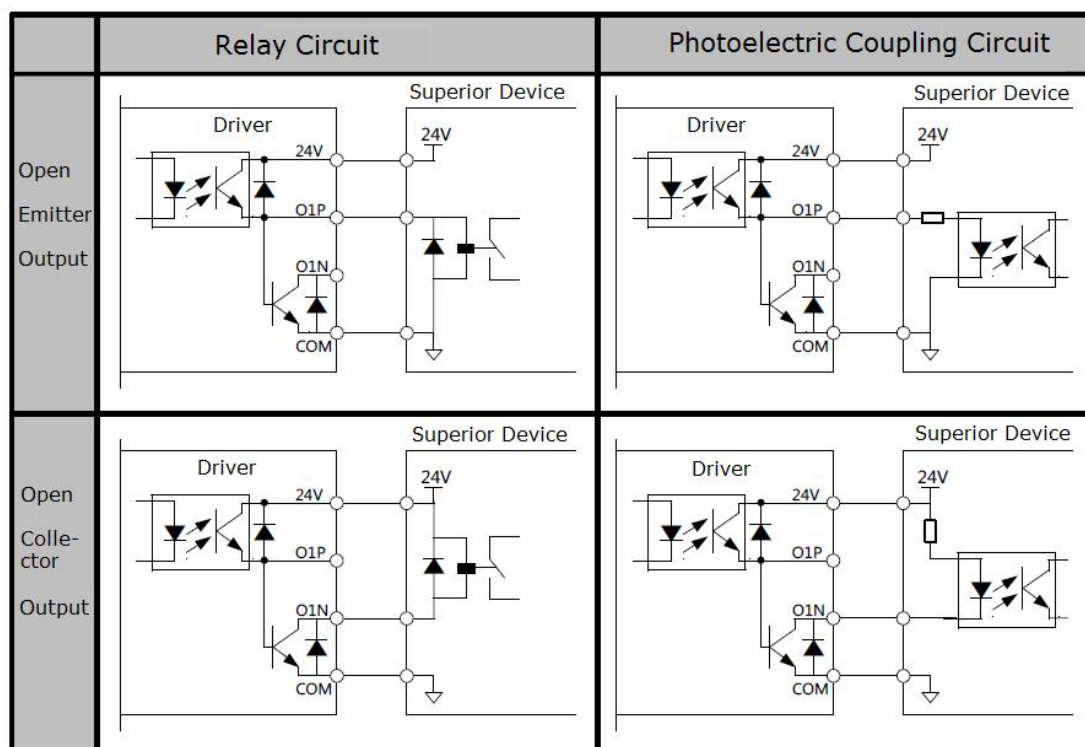 Relay Circuit
Photoelectric Coupling Circuit
Open
Emitter
Output
Superior Device
Driver
24V
24V
O1P
O1N
COM
Superior Device
Driver
24V
24V
O1P
O1N
COM
Open
Colle-
ctor
Output
Superior Device
Driver
24V
24V
O1P
O1N
COM
Superior Device
Driver
24V
24V
O1P
O1N
COM